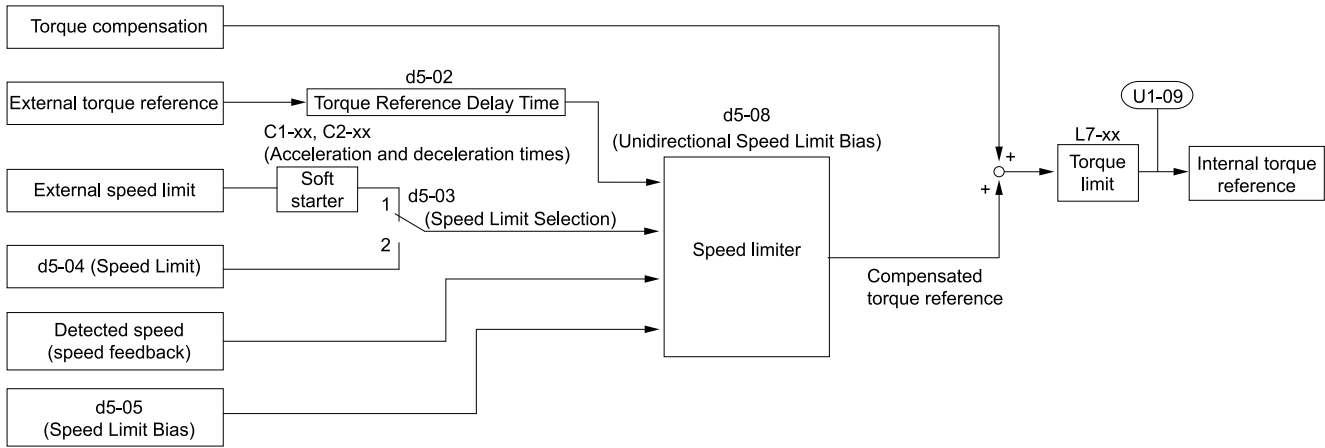 Torque compensation
External torque reference
d5-02
Torque Reference Delay Time
C1-xx, C2-xx
(Acceleration and deceleration times)
External speed limit
Soft
starter
1
d5-03
(Speed Limit Selection)
2
d5-04 (Speed Limit)
Detected speed
(speed feedback)
d5-05
(Speed Limit Bias)
d5-08
(Unidirectional Speed Limit Bias)
Speed limiter
Compensated
torque reference
+
+
L7-xx
Torque
limit
U1-09
Internal torque
reference